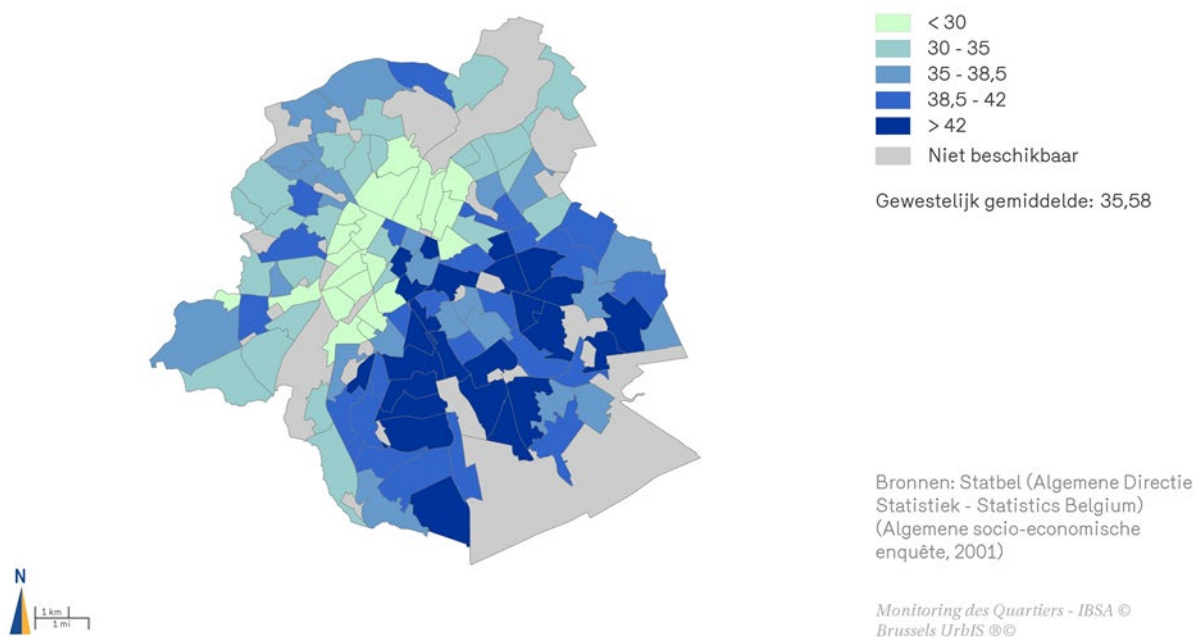 < 30
30 - 35
35 - 38,5
38,5 - 42
> 42
Niet beschikbaar
Gewestelijk gemiddelde: 35,58
Bronnen: Statbel (Algemene Directie
Statistiek - Statistics Belgium)
(Algemene socio-economische
enquête, 2001)
N
1 km
1 mi
Monitoring des Quartiers - IBSA ©
Brussels UrbIS ®©